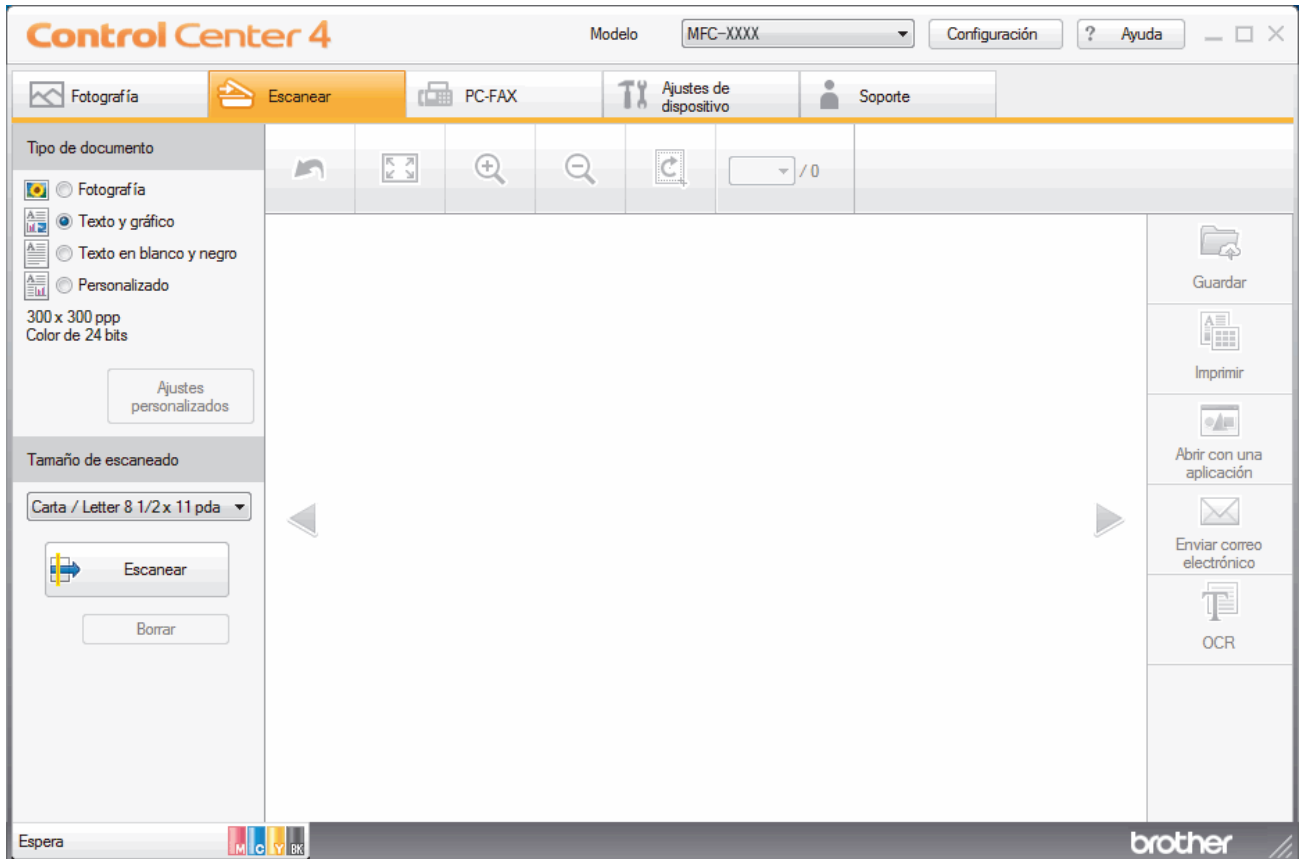 Control Center 4
Modelo
MFC-XXXX
Configuración
? Ayuda
Fotografía
Escanear
PC-FAX
Ajustes de
dispositivo
Soporte
Tipo de documento
/ 0
Fotografía
Texto y gráfico
Texto en blanco y negro
Personalizado
300 x 300 ppp
Color de 24 bits
Ajustes
personalizados
Tamaño de escaneado
Carta / Letter 8 1/2 x 11 pda
Escanear
Borrar
Guardar
Imprimir
Abrir con una
aplicación
Enviar correo
electrónico
OCR
Espera
M C Y BK
brother